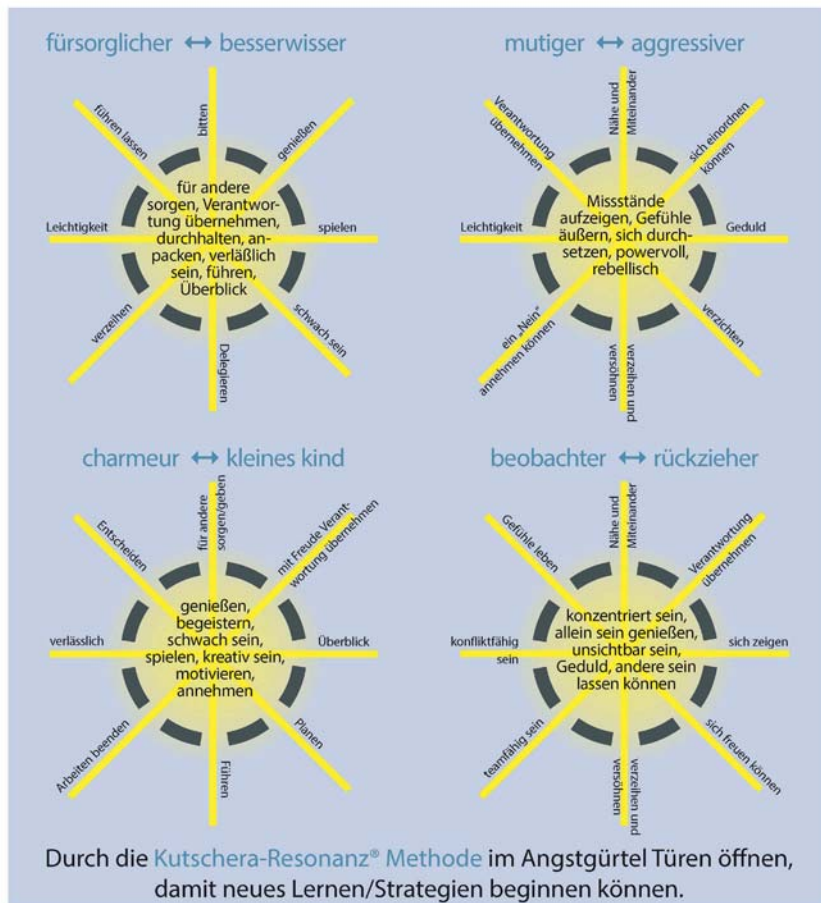 fürsorglicher ↔ besserwisser
bitten
führen lassen
genießen
Leichtigkeit
für andere
sorgen, Verantwor-
tung übernehmen,
durchhalten, an-
packen, verläßlich
sein, führen,
Überblick
spielen
verzeihen
schwach sein
Delegieren
mutiger ↔ aggressiver
Nähe und
Miteinander
Verantwortung
übernehmen
sich einordnen
können
Leichtigkeit
Missstände
aufzeigen, Gefühle
äußern, sich durch-
setzen, powervoll,
rebellisch
Geduld
ein „Nein“
annehmen können
verzichten
verzeihen und
versöhnen
charmeur ↔ kleines kind
für andere
sorgen/geben
Entscheiden
mit Freude Verant-
wortung übernehmen
verlässlich
genießen,
begeistern,
schwach sein,
spielen, kreativ sein,
motivieren,
annehmen
Überblick
Arbeiten beenden
Planen
Führen
beobachter ↔ rückzieher
Nähe und
Miteinander
Gefühle leben
Verantwortung
übernehmen
konfliktfähig
sein
konzentriert sein,
allein sein genießen,
unsichtbar sein,
Geduld, andere sein
lassen können
sich zeigen
teamfähig sein
sich freuen können
verzeihen und
versöhnen
Durch die Kutschera-Resonanz® Methode im Angstgürtel Türen öffnen,
damit neues Lernen/Strategien beginnen können.